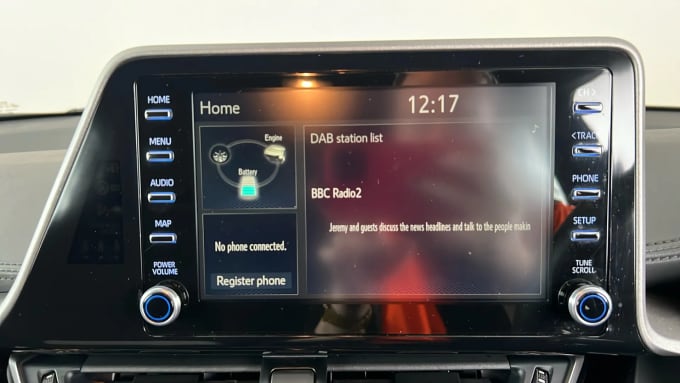 HOME
MENU
AUDIO
MAP
POWER
VOLUME
Home
12:17
Engine
Battery
No phone connected.
Register phone
DAB station list
BBC Radio2
Jeremy and guests discuss the news headlines and talk to the people makin
CH >
<TRACK
PHONE
SETUP
TUNE
SCROLL